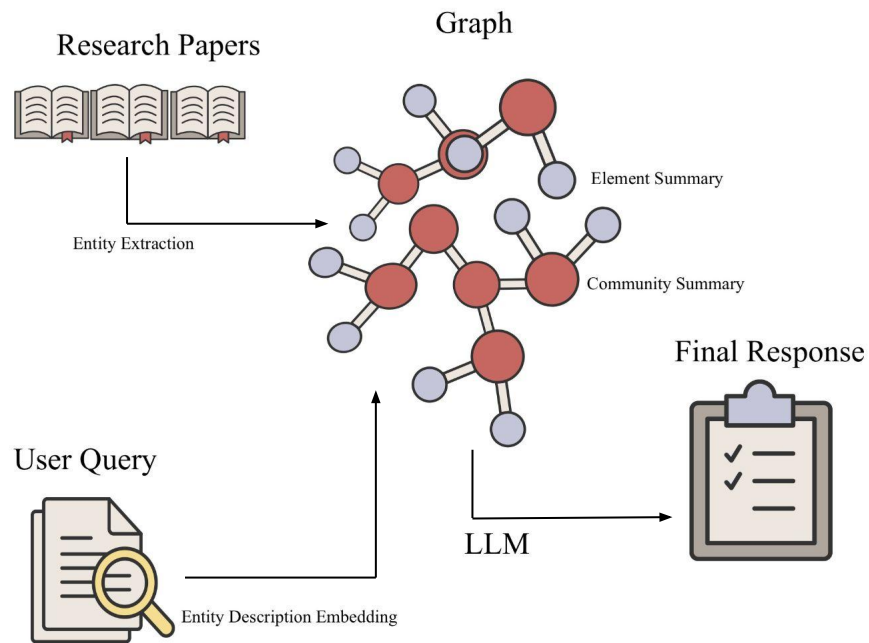 Graph
Research Papers
Element Summary
Entity Extraction
Community Summary
Final Response
User Query
LLM
Entity Description Embedding